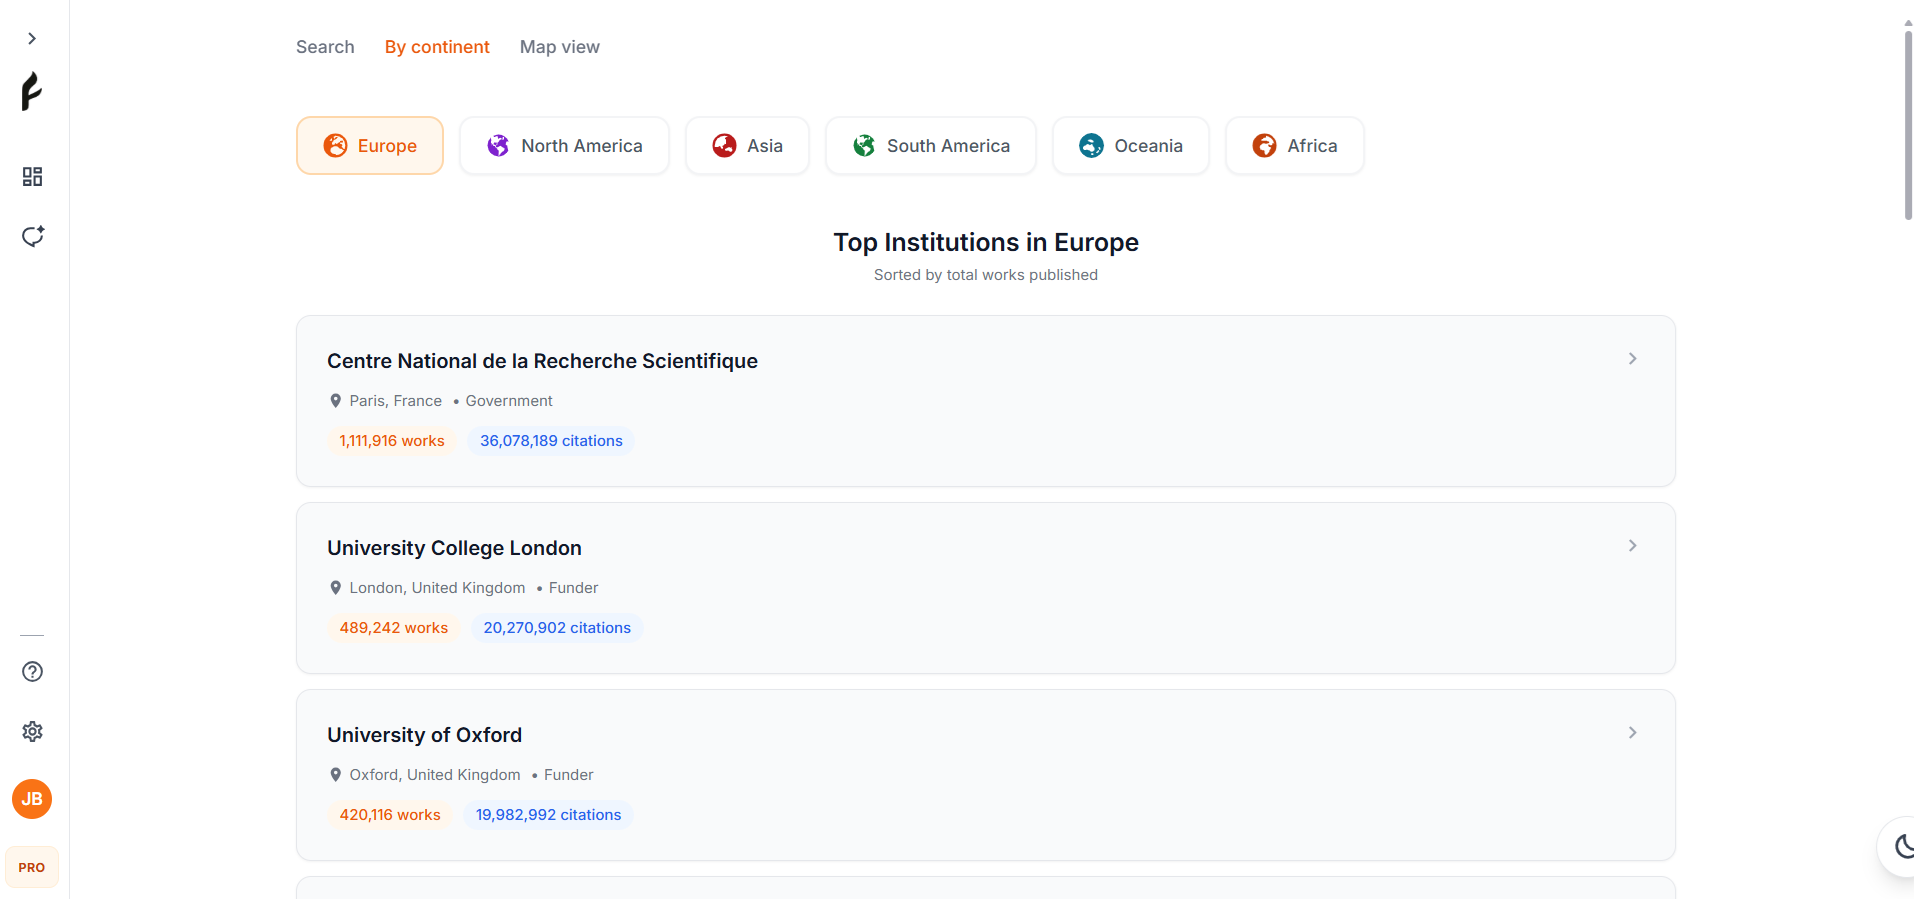 Search By continent Map view
Europe North America Asia South America Oceania Africa
Top Institutions in Europe
Sorted by total works published
Centre National de la Recherche Scientifique
Paris, France • Government
1,111,916 works 36,078,189 citations
University College London
London, United Kingdom • Funder
489,242 works 20,270,902 citations
University of Oxford
Oxford, United Kingdom • Funder
420,116 works 19,982,992 citations
JB
PRO